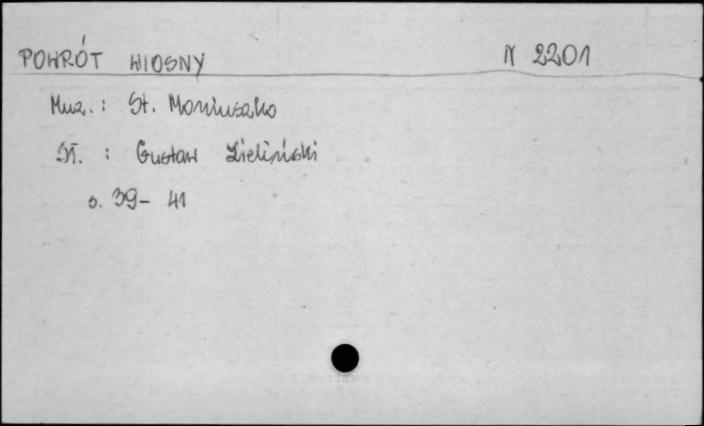 POWRÓT WIOSNY N 2201
Muz.: St. Moniuszko
Sł. : Gustaw Zieliński
s. 39- 41